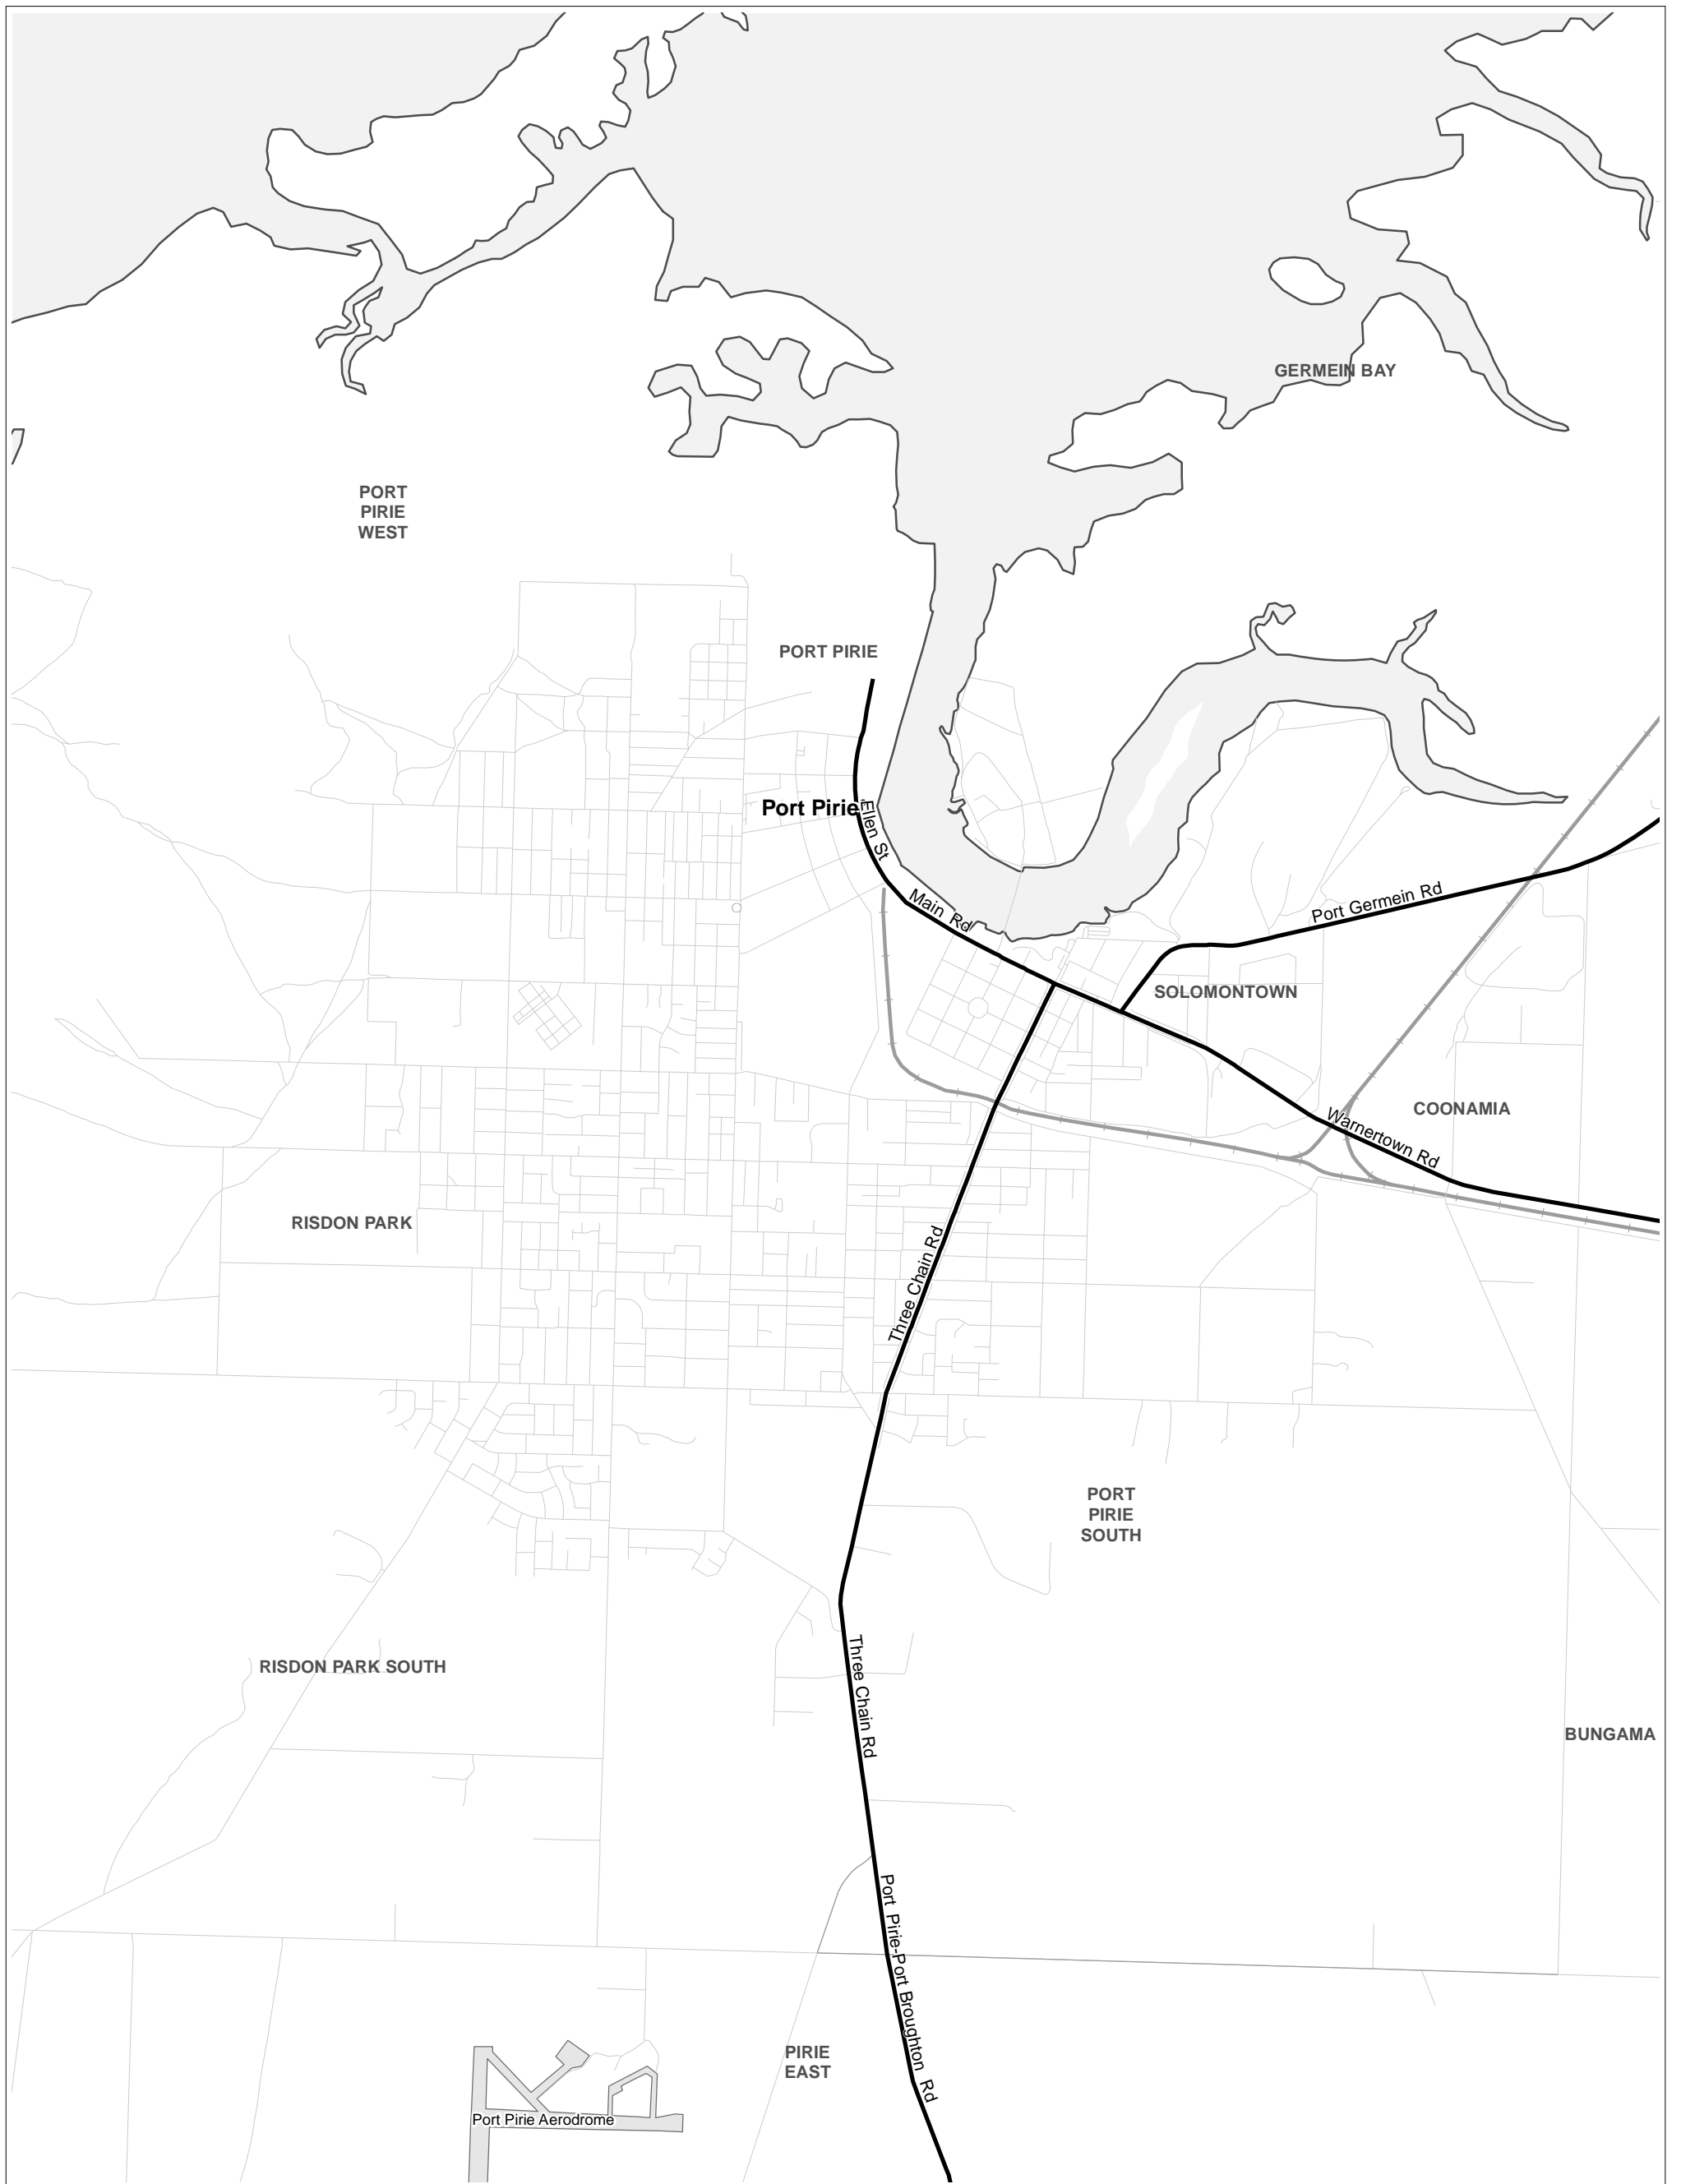 GERMEIN BAY
PORT
PIRIE
WEST
PORT PIRIE
Port Pirie
Ellen St
Main Rd
Port Germein Rd
SOLOMONTOWN
COONAMIA
Warnertown Rd
RISDON PARK
Three Chain Rd
PORT
PIRIE
SOUTH
Three Chain Rd
RISDON PARK SOUTH
BUNGAMA
Port Pirie-Port Broughton Rd
PIRIE
EAST
Port Pirie Aerodrome